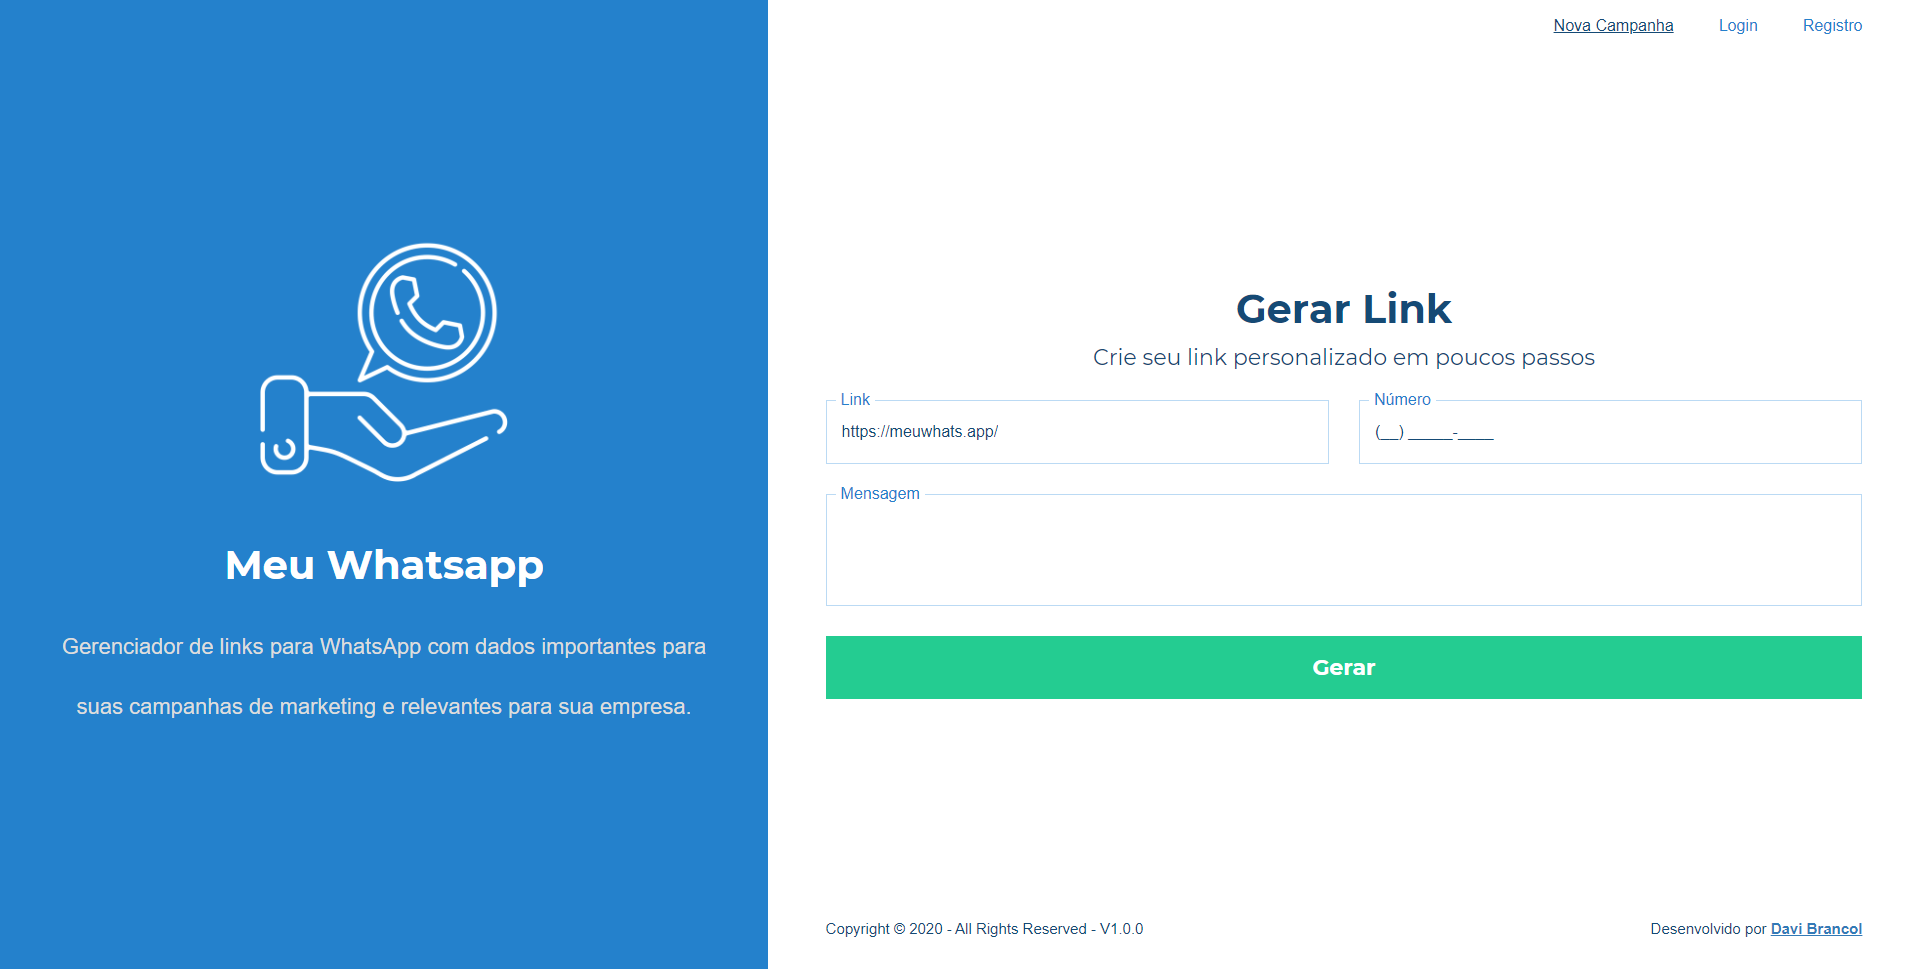 Nova Campanha Login Registro
Meu Whatsapp
Gerenciador de links para WhatsApp com dados importantes para
suas campanhas de marketing e relevantes para sua empresa.
Gerar Link
Crie seu link personalizado em poucos passos
Link
https://meuwhats.app/
Número
(__) _____-____
Mensagem
Gerar
Copyright © 2020 - All Rights Reserved - V1.0.0
Desenvolvido por Davi Brancol